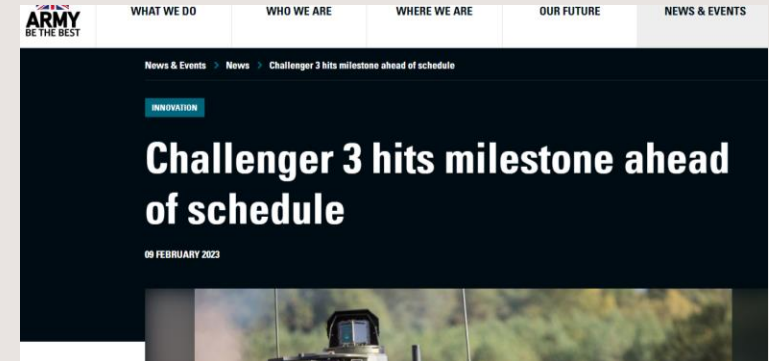 ARMY
BE THE BEST
WHAT WE DO
WHO WE ARE
WHERE WE ARE
OUR FUTURE
NEWS & EVENTS
News & Events > News > Challenger 3 hits milestone ahead of schedule
INNOVATION
Challenger 3 hits milestone ahead
of schedule
09 FEBRUARY 2023